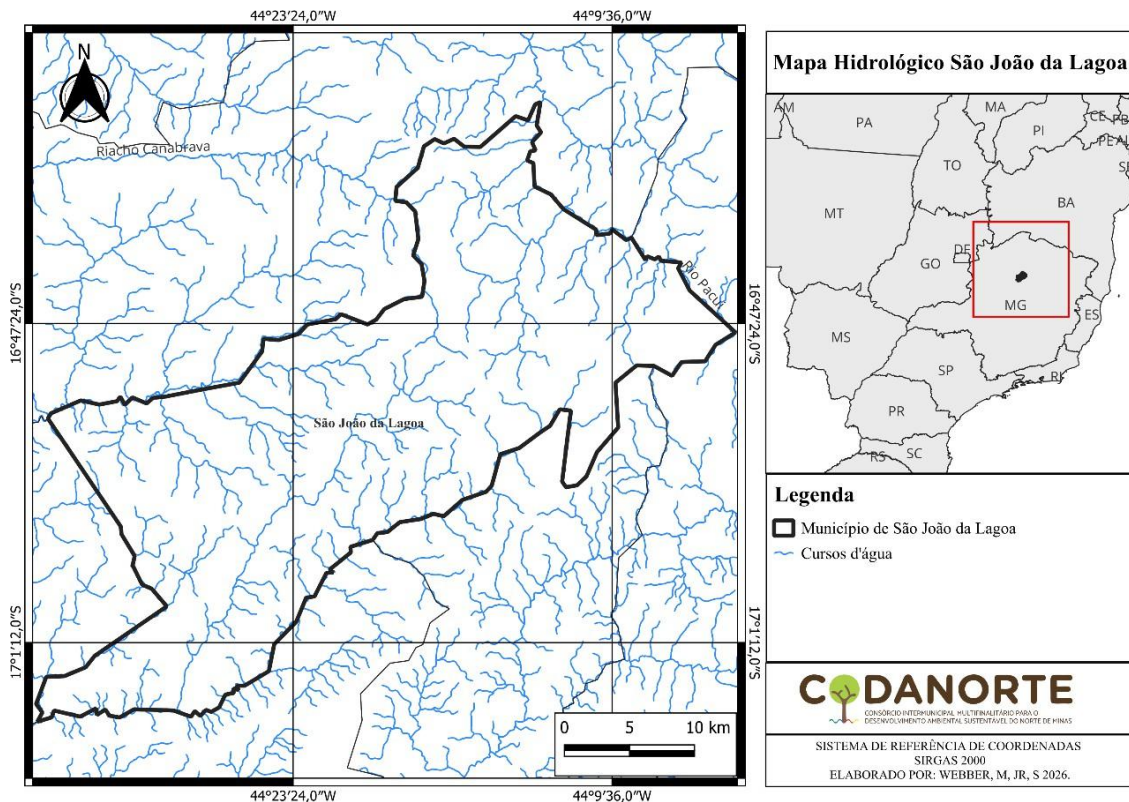 44°23'24,0"W
44°9'36,0"W
N
Riacho Canabrava
Rio Pacuí
São João da Lagoa
16°47'24,0"S
16°47'24,0"S
17°1'12,0"S
17°1'12,0"S
0 5 10 km
44°23'24,0"W
44°9'36,0"W
Mapa Hidrológico São João da Lagoa
AM
PA
MA
CE
PB
PI
PE
AL
TO
SE
MT
BA
DF
GO
MG
ES
MS
SP
RJ
PR
SC
RS
Legenda
Município de São João da Lagoa
Cursos d'água
CODANORTE
CONSÓRCIO INTERMUNICIPAL MULTIFINALITÁRIO PARA O
DESENVOLVIMENTO AMBIENTAL SUSTENTÁVEL DO NORTE DE MINAS
SISTEMA DE REFERÊNCIA DE COORDENADAS
SIRGAS 2000
ELABORADO POR: WEBBER, M, JR, S 2026.